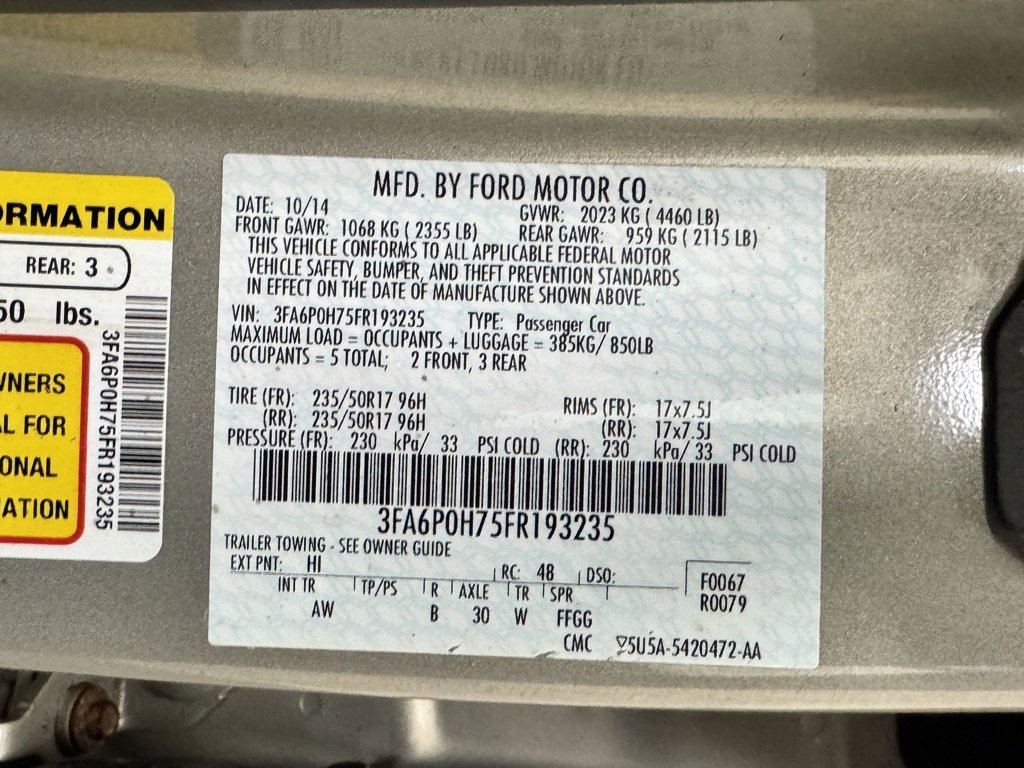 ORMATION
REAR: 3
50 lbs.
WNERS
AL FOR
ONAL
ATION
3FA6P0H75FR193235
MFD. BY FORD MOTOR CO.
DATE: 10/14 GVWR: 2023 KG ( 4460 LB)
FRONT GAWR: 1068 KG ( 2355 LB) REAR GAWR: 959 KG ( 2115 LB)
THIS VEHICLE CONFORMS TO ALL APPLICABLE FEDERAL MOTOR
VEHICLE SAFETY, BUMPER, AND THEFT PREVENTION STANDARDS
IN EFFECT ON THE DATE OF MANUFACTURE SHOWN ABOVE.
VIN: 3FA6P0H75FR193235 TYPE: Passenger Car
MAXIMUM LOAD = OCCUPANTS + LUGGAGE = 385KG/ 850LB
OCCUPANTS = 5 TOTAL; 2 FRONT, 3 REAR
TIRE (FR): 235/50R17 96H RIMS (FR): 17x7.5J
(RR): 235/50R17 96H (RR): 17x7.5J
PRESSURE (FR): 230 kPa/ 33 PSI COLD (RR): 230 kPa/ 33 PSI COLD
3FA6P0H75FR193235
TRAILER TOWING - SEE OWNER GUIDE
EXT PNT: HI RC: 48 DSO: F0067
INT TR TP/PS R AXLE TR SPR R0079
AW B 30 W FFGG
CMC 5U5A-5420472-AA